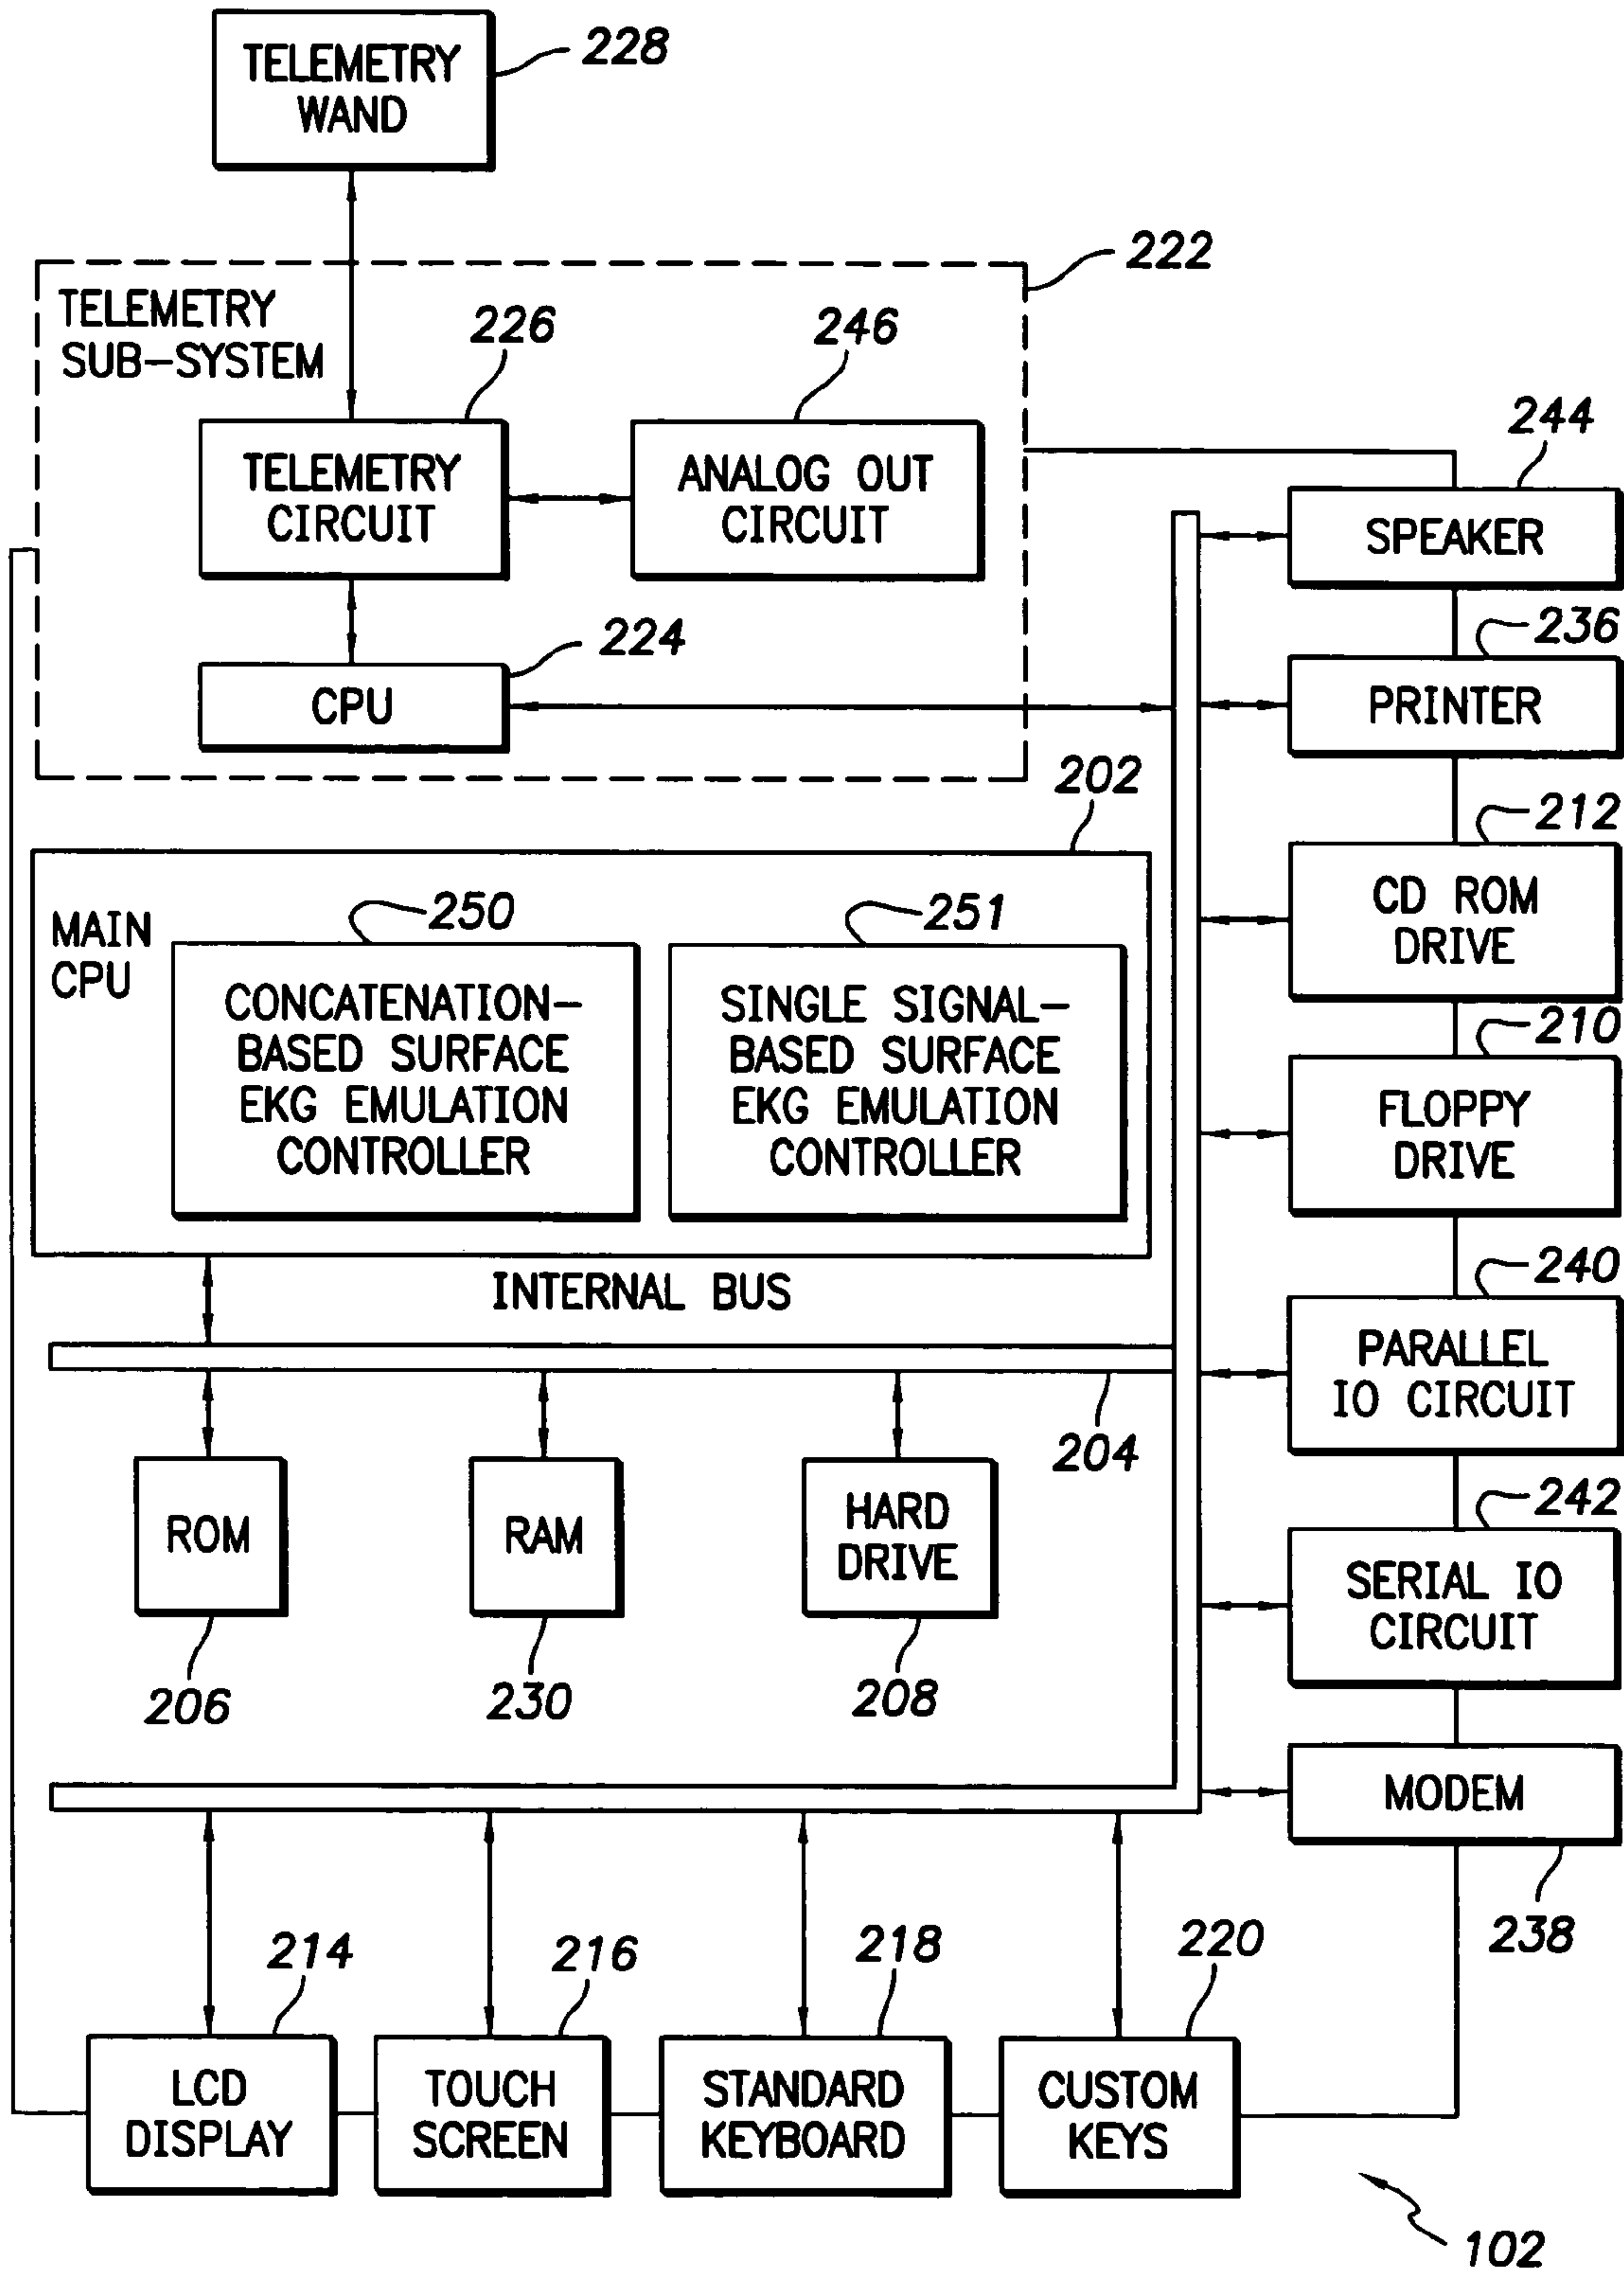 TELEMETRY
WAND
228
222
TELEMETRY
SUB-SYSTEM
226
246
TELEMETRY
CIRCUIT
ANALOG OUT
CIRCUIT
244
SPEAKER
224
CPU
236
PRINTER
202
MAIN
CPU
250
CONCATENATION-
BASED SURFACE
EKG EMULATION
CONTROLLER
251
SINGLE SIGNAL-
BASED SURFACE
EKG EMULATION
CONTROLLER
212
CD ROM
DRIVE
210
FLOPPY
DRIVE
INTERNAL BUS
240
PARALLEL
IO CIRCUIT
204
ROM
206
RAM
230
HARD
DRIVE
208
242
SERIAL IO
CIRCUIT
MODEM
238
214
LCD
DISPLAY
216
TOUCH
SCREEN
218
STANDARD
KEYBOARD
220
CUSTOM
KEYS
102